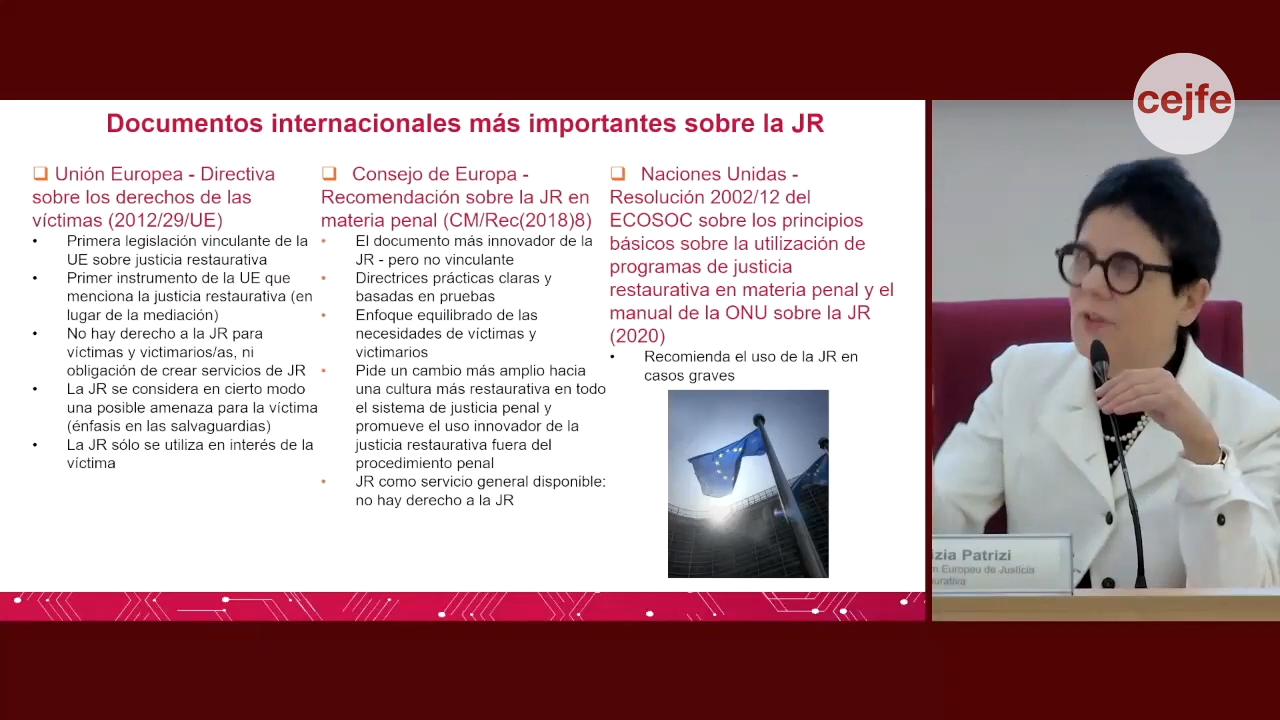 cejfe
Documentos internacionales más importantes sobre la JR
❑ Unión Europea - Directiva
sobre los derechos de las
víctimas (2012/29/UE)
• Primera legislación vinculante de la
UE sobre justicia restaurativa
• Primer instrumento de la UE que
menciona la justicia restaurativa (en
lugar de la mediación)
• No hay derecho a la JR para
víctimas y victimarios/as, ni
obligación de crear servicios de JR
• La JR se considera en cierto modo
una posible amenaza para la víctima
(énfasis en las salvaguardias)
• La JR sólo se utiliza en interés de la
víctima
❑ Consejo de Europa -
Recomendación sobre la JR en
materia penal (CM/Rec(2018)8)
• El documento más innovador de la
JR - pero no vinculante
• Directrices prácticas claras y
basadas en pruebas
• Enfoque equilibrado de las
necesidades de víctimas y
victimarios
• Pide un cambio más amplio hacia
una cultura más restaurativa en todo
el sistema de justicia penal y
promueve el uso innovador de la
justicia restaurativa fuera del
procedimiento penal
• JR como servicio general disponible:
no hay derecho a la JR
❑ Naciones Unidas -
Resolución 2002/12 del
ECOSOC sobre los principios
básicos sobre la utilización de
programas de justicia
restaurativa en materia penal y el
manual de la ONU sobre la JR
(2020)
• Recomienda el uso de la JR en
casos graves
izia Patrizi
m Europeu de Justícia
urativa